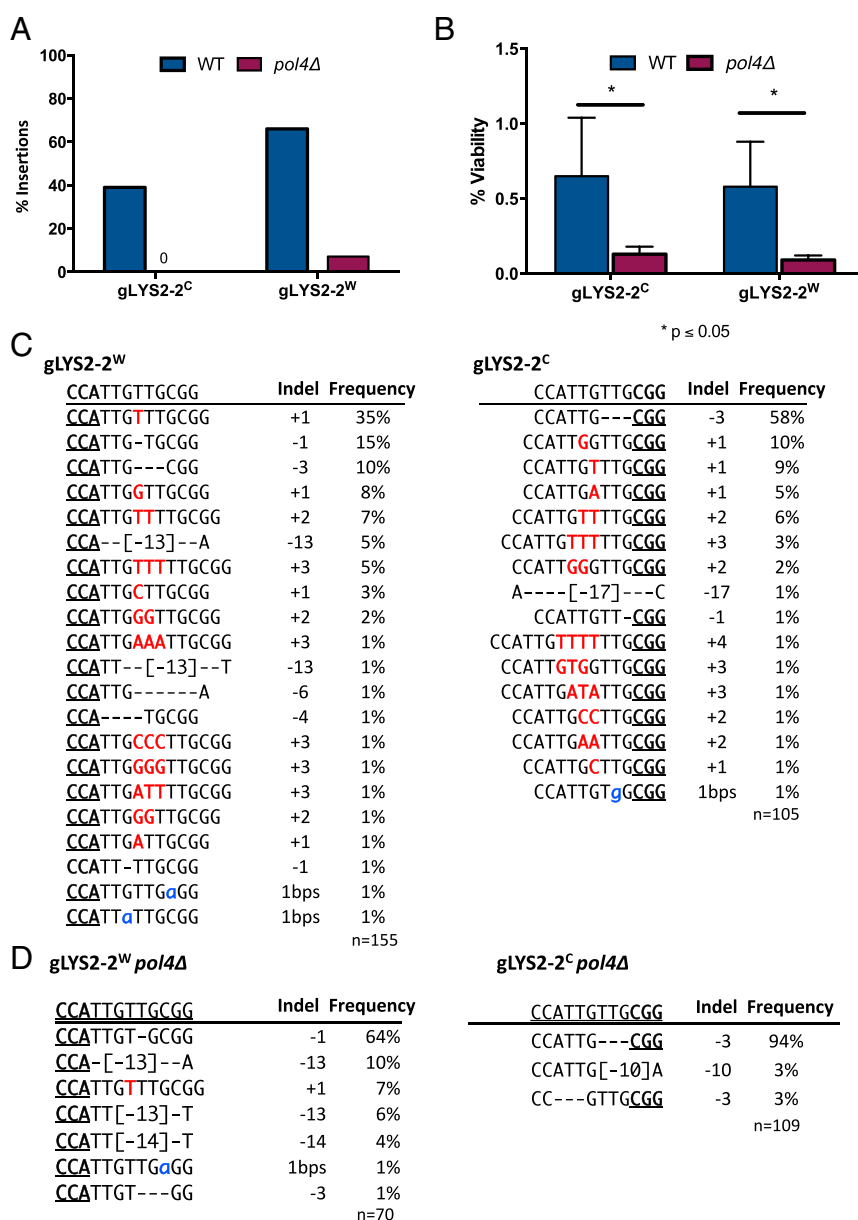 A
WT pol4Δ
% Insertions
100
80
60
40
20
0
0
gLYS2-2ᶜ gLYS2-2ᵂ
B
WT pol4Δ
% Viability
1.5
1.0
0.5
0.0
* *
gLYS2-2ᶜ gLYS2-2ᵂ
* p ≤ 0.05
C
gLYS2-2ᵂ
CCATTGTTGCGG Indel Frequency
CCATTGTTTGCGG +1 35%
CCATTG-TGCGG -1 15%
CCATTG---CGG -3 10%
CCATTGGTTGCGG +1 8%
CCATTGTTTTGCGG +2 7%
CCA--[-13]--A -13 5%
CCATTGTTTTTGCGG +3 5%
CCATTGCTTGCGG +1 3%
CCATTGGGTTGCGG +2 2%
CCATTGAAATTGCGG +3 1%
CCATT--[-13]--T -13 1%
CCATTG------A -6 1%
CCA----TGCGG -4 1%
CCATTGCCCTTGCGG +3 1%
CCATTGGGGTTGCGG +3 1%
CCATTGATTTTGCGG +3 1%
CCATTGGGTTGCGG +2 1%
CCATTGATTGCGG +1 1%
CCATT-TTGCGG -1 1%
CCATTGTTGaGG 1bps 1%
CCATTaTTGCGG 1bps 1%
n=155
gLYS2-2ᶜ
CCATTGTTGCGG Indel Frequency
CCATTG---CGG -3 58%
CCATTGGTTGCGG +1 10%
CCATTGTTTGCGG +1 9%
CCATTGATTGCGG +1 5%
CCATTGTTTTGCGG +2 6%
CCATTGTTTTTGCGG +3 3%
CCATTGGGTTGCGG +2 2%
A----[-17]---C -17 1%
CCATTGTT-CGG -1 1%
CCATTGTTTTTTGCGG +4 1%
CCATTGTGGTTGCGG +3 1%
CCATTGATATTGCGG +3 1%
CCATTGCCTTGCGG +2 1%
CCATTGAATTGCGG +2 1%
CCATTGCTTGCGG +1 1%
CCATTGTgGCGG 1bps 1%
n=105
D
gLYS2-2ᵂ pol4Δ
CCATTGTTGCGG Indel Frequency
CCATTGT-GCGG -1 64%
CCA-[-13]--A -13 10%
CCATTGTTTGCGG +1 7%
CCATT[-13]-T -13 6%
CCATT[-14]-T -14 4%
CCATTGTTGaGG 1bps 1%
CCATTGT---GG -3 1%
n=70
gLYS2-2ᶜ pol4Δ
CCATTGTTGCGG Indel Frequency
CCATTG---CGG -3 94%
CCATTG[-10]A -10 3%
CC---GTTGCGG -3 3%
n=109